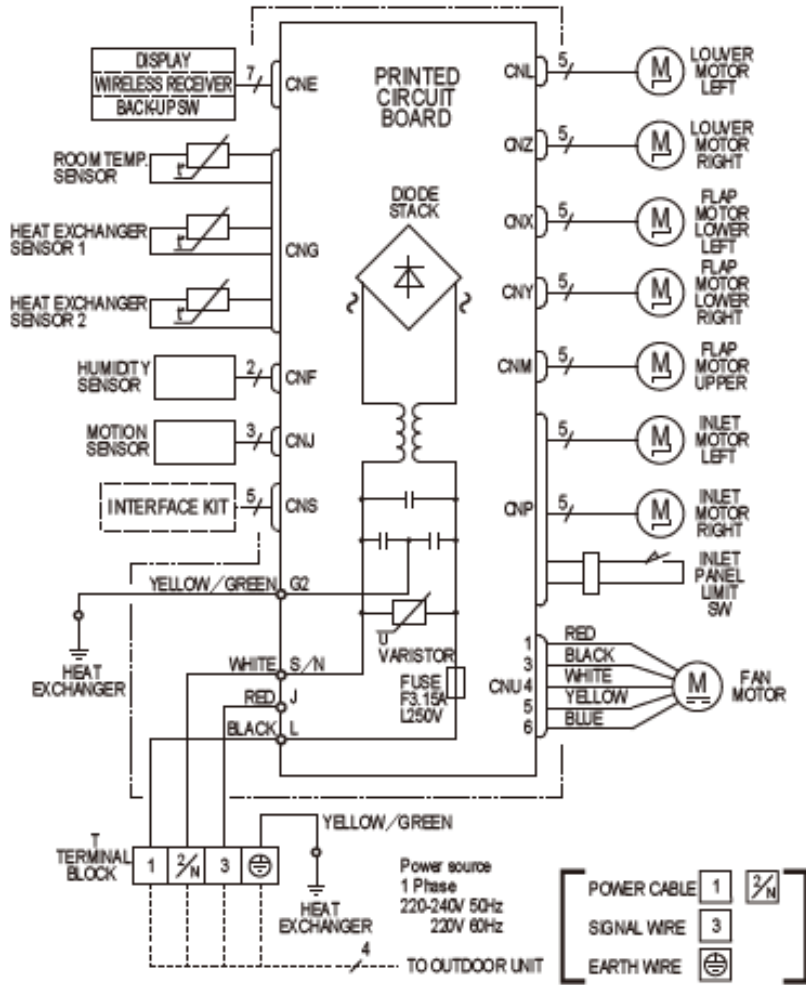 DISPLAY
WIRELESS RECEIVER
BACK-UP SW
7
CNE
ROOM TEMP.
SENSOR
HEAT EXCHANGER
SENSOR 1
CNG
HEAT EXCHANGER
SENSOR 2
HUMIDITY
SENSOR
2
CNF
MOTION
SENSOR
3
CNJ
INTERFACE KIT
5
CNS
PRINTED
CIRCUIT
BOARD
DIODE
STACK
CNL
5
M
LOUVER
MOTOR
LEFT
CNZ
5
M
LOUVER
MOTOR
RIGHT
CNX
5
M
FLAP
MOTOR
LOWER
LEFT
CNY
5
M
FLAP
MOTOR
LOWER
RIGHT
CNM
5
M
FLAP
MOTOR
UPPER
CNP
5
M
INLET
MOTOR
LEFT
5
M
INLET
MOTOR
RIGHT
INLET
PANEL
LIMIT
SW
YELLOW/GREEN
G2
HEAT
EXCHANGER
U
VARISTOR
WHITE
S/N
RED
J
BLACK
L
FUSE
F3.15A
L250V
CNU
1
RED
3
BLACK
4
WHITE
5
YELLOW
6
BLUE
M
FAN
MOTOR
T
TERMINAL
BLOCK
1
2/N
3
YELLOW/GREEN
HEAT
EXCHANGER
Power source
1 Phase
220-240V 50Hz
220V 60Hz
4
TO OUTDOOR UNIT
POWER CABLE 1 2/N
SIGNAL WIRE 3
EARTH WIRE